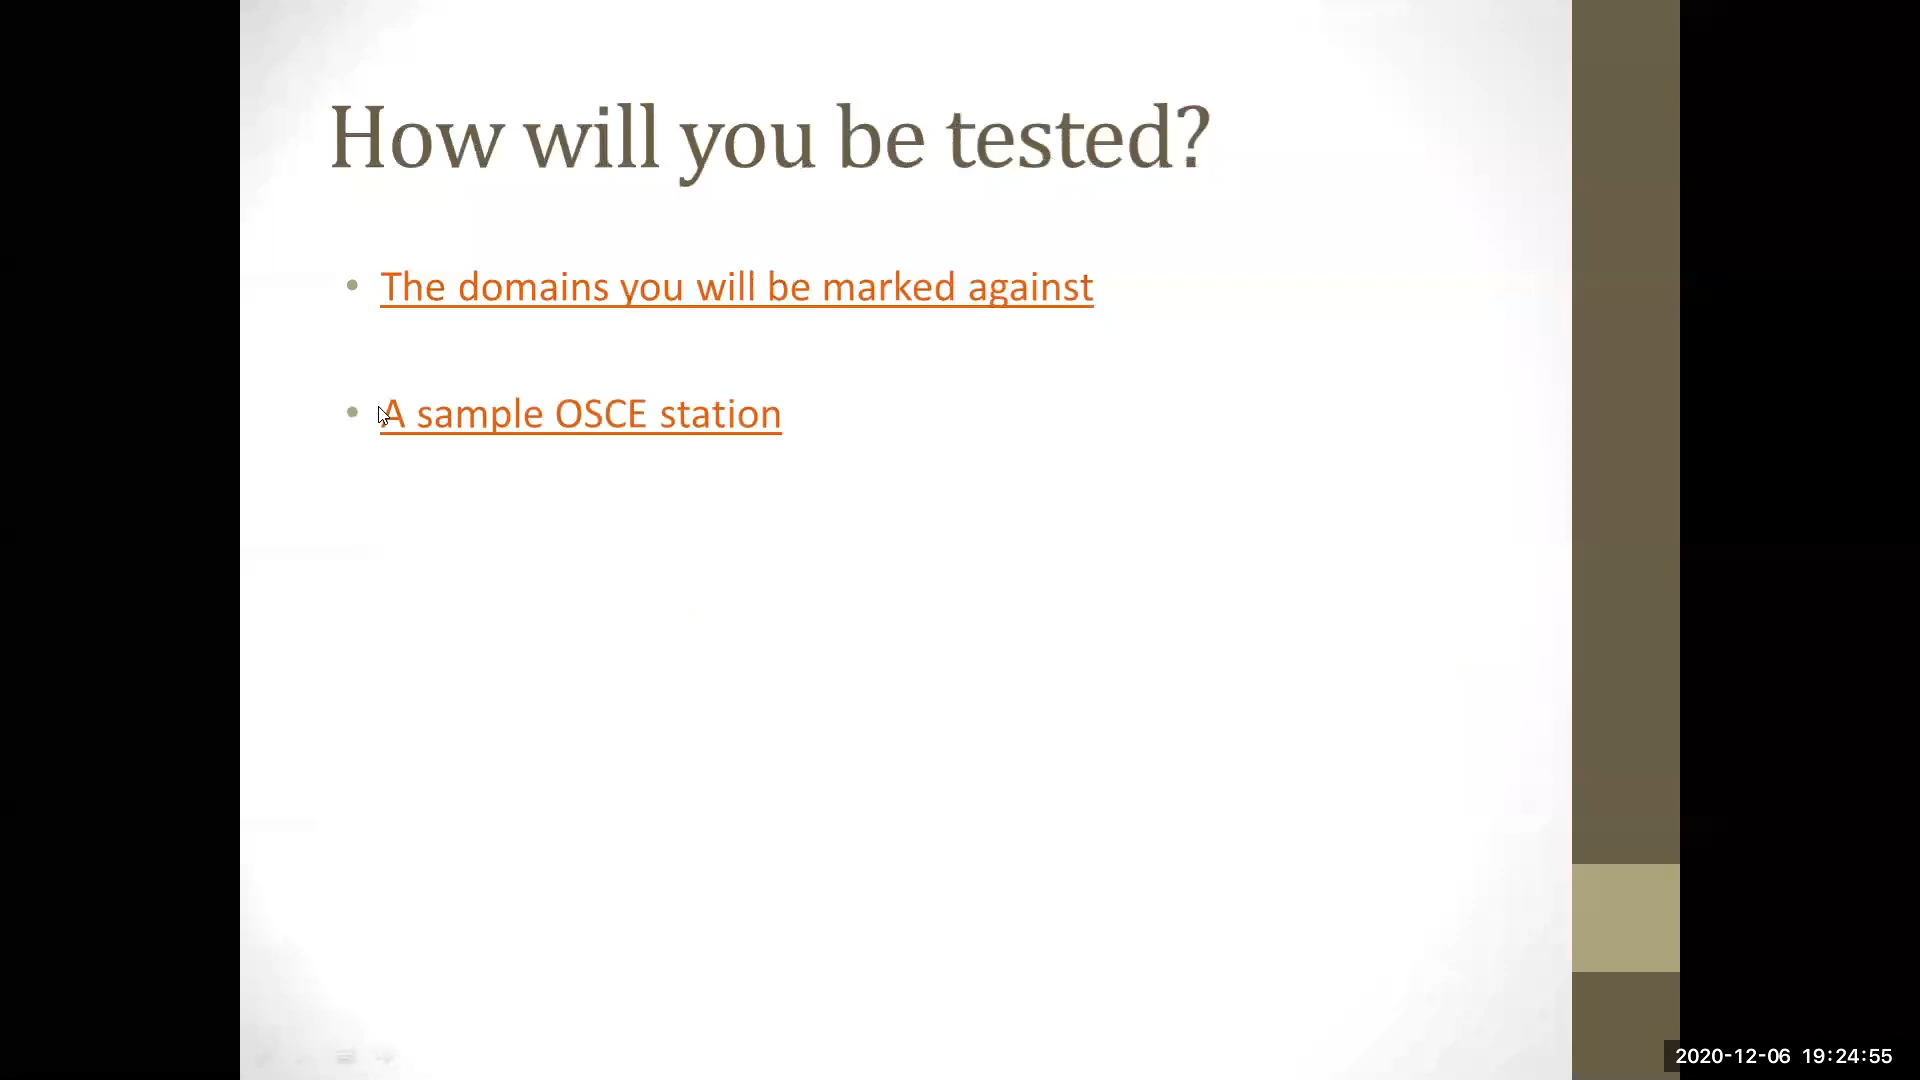 How will you be tested?
• The domains you will be marked against
• A sample OSCE station
2020-12-06 19:24:55